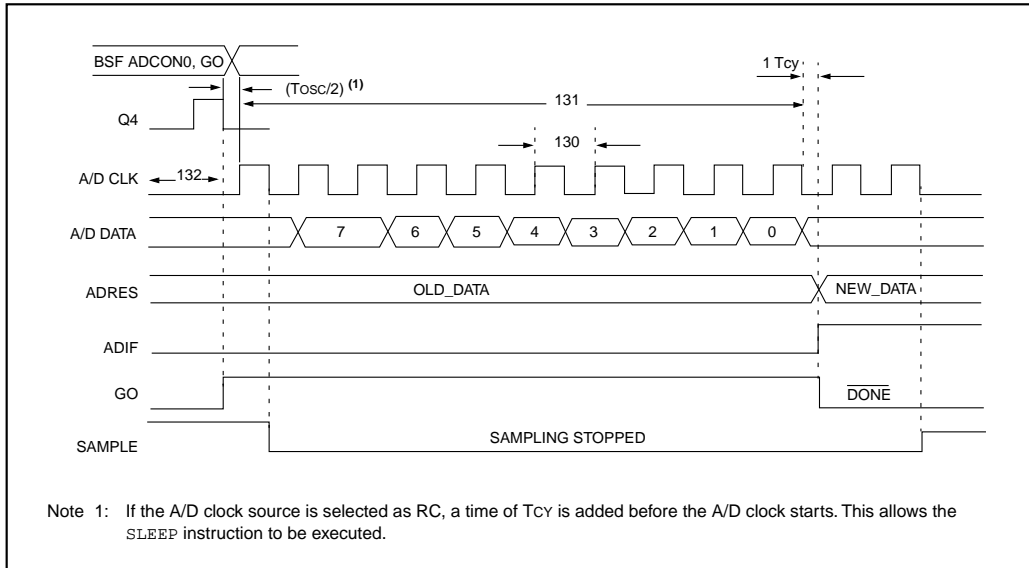 BSF ADCON0, GO
1 Tcy
(TOSC/2) (1)
131
Q4
130
A/D CLK
132
A/D DATA
7 6 5 4 3 2 1 0
ADRES
OLD_DATA
NEW_DATA
ADIF
GO
DONE
SAMPLE
SAMPLING STOPPED
Note 1: If the A/D clock source is selected as RC, a time of TCY is added before the A/D clock starts. This allows the
SLEEP instruction to be executed.